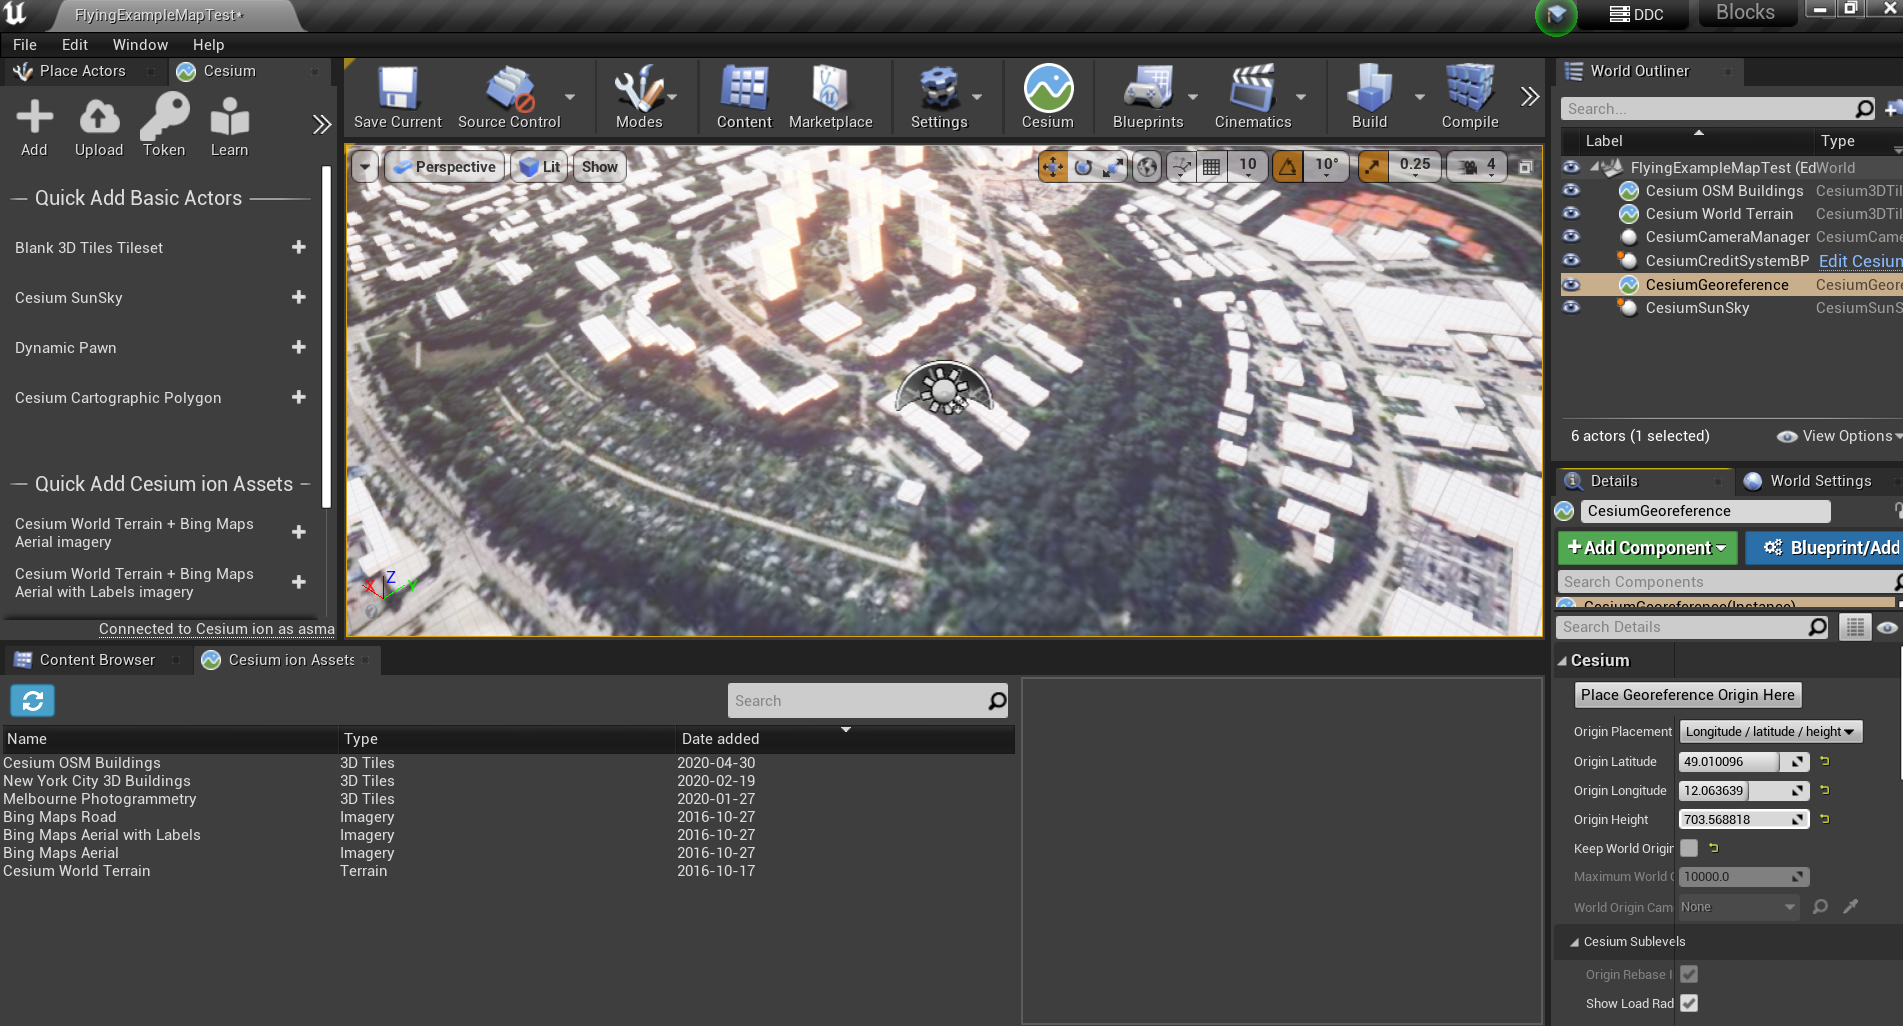 FlyingExampleMapTest*
DDC
Blocks
File Edit Window Help
Place Actors
Cesium
Add
Upload
Token
Learn
Quick Add Basic Actors
Blank 3D Tiles Tileset
Cesium SunSky
Dynamic Pawn
Cesium Cartographic Polygon
Quick Add Cesium ion Assets
Cesium World Terrain + Bing Maps
Aerial imagery
Cesium World Terrain + Bing Maps
Aerial with Labels imagery
Connected to Cesium ion as asma
Save Current
Source Control
Modes
Content
Marketplace
Settings
Cesium
Blueprints
Cinematics
Build
Compile
Perspective
Lit
Show
10
10°
0.25
4
X
Z
Y
World Outliner
Search...
Label Type
FlyingExampleMapTest (Ed World
Cesium OSM Buildings Cesium3DTil
Cesium World Terrain Cesium3DTil
CesiumCameraManager CesiumCame
CesiumCreditSystemBP Edit Cesium
CesiumGeoreference CesiumGeore
CesiumSunSky CesiumSunS
6 actors (1 selected)
View Options
Details
World Settings
CesiumGeoreference
Add Component
Blueprint/Add
Search Components
CesiumGeoreference(Instance)
Search Details
Cesium
Place Georeference Origin Here
Origin Placement Longitude / latitude / height
Origin Latitude 49.010096
Origin Longitude 12.063639
Origin Height 703.568818
Keep World Origin
Maximum World O 10000.0
World Origin Cam None
Cesium Sublevels
Origin Rebase I
Show Load Rad
Content Browser
Cesium ion Assets
Search
Name Type Date added
Cesium OSM Buildings 3D Tiles 2020-04-30
New York City 3D Buildings 3D Tiles 2020-02-19
Melbourne Photogrammetry 3D Tiles 2020-01-27
Bing Maps Road Imagery 2016-10-27
Bing Maps Aerial with Labels Imagery 2016-10-27
Bing Maps Aerial Imagery 2016-10-27
Cesium World Terrain Terrain 2016-10-17